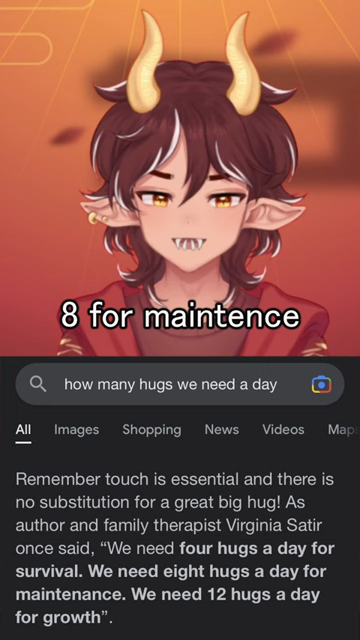 8 for maintence
how many hugs we need a day
All Images Shopping News Videos Map
Remember touch is essential and there is
no substitution for a great big hug! As
author and family therapist Virginia Satir
once said, “We need four hugs a day for
survival. We need eight hugs a day for
maintenance. We need 12 hugs a day
for growth”.